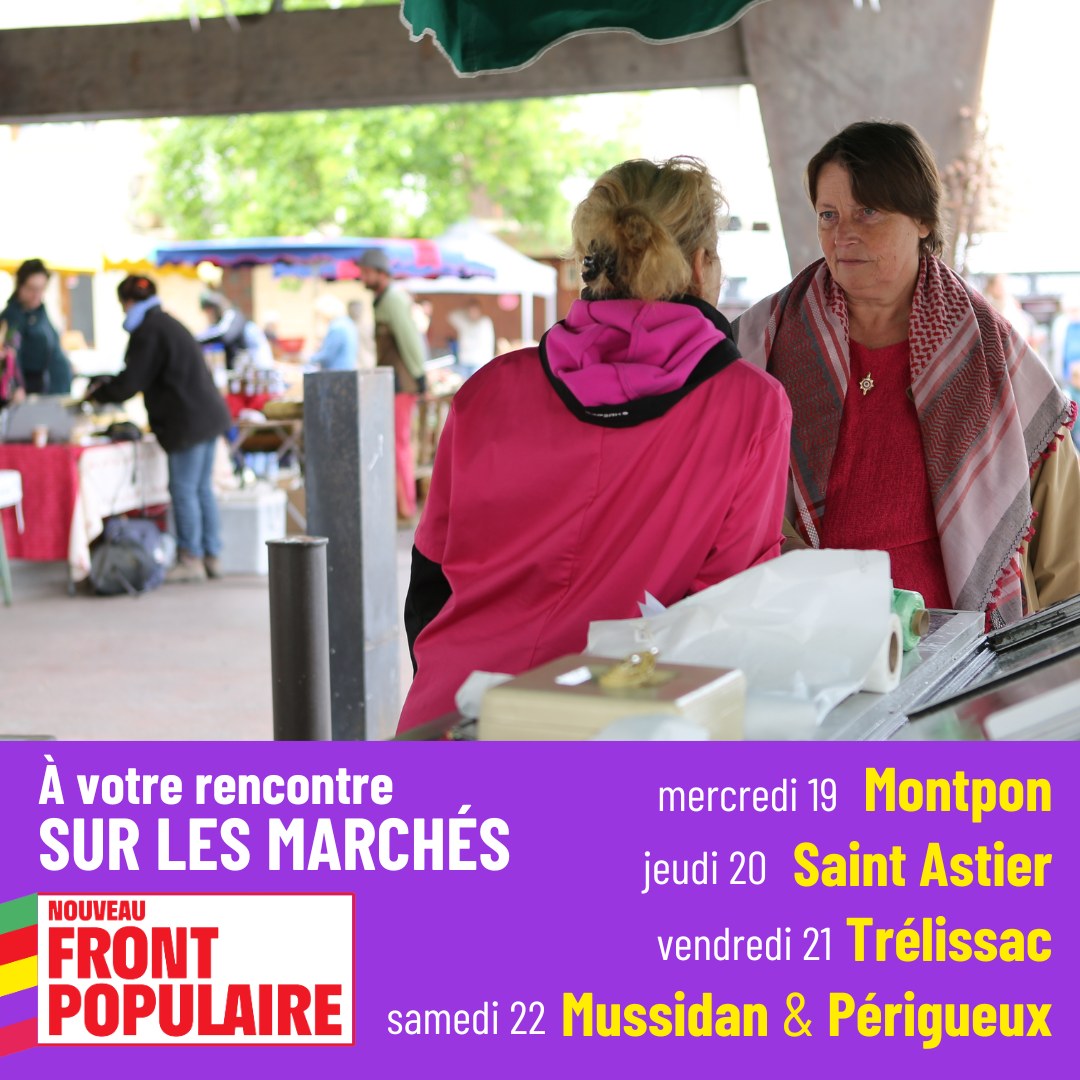 À votre rencontre
SUR LES MARCHÉS
NOUVEAU
FRONT
POPULAIRE
mercredi 19 Montpon
jeudi 20 Saint Astier
vendredi 21 Trélissac
samedi 22 Mussidan & Périgueux